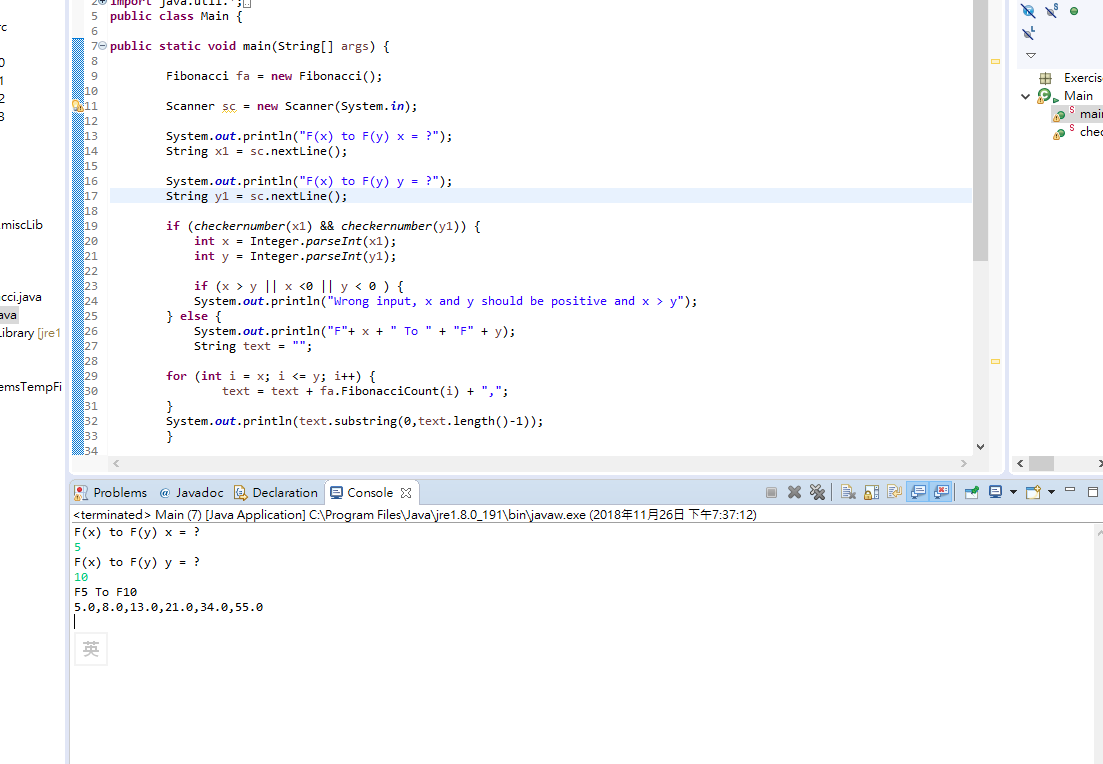 2 import java.util.*;
5 public class Main {
6
7 public static void main(String[] args) {
8
9 Fibonacci fa = new Fibonacci();
10
11 Scanner sc = new Scanner(System.in);
12
13 System.out.println("F(x) to F(y) x = ?");
14 String x1 = sc.nextLine();
15
16 System.out.println("F(x) to F(y) y = ?");
17 String y1 = sc.nextLine();
18
19 if (checkernumber(x1) && checkernumber(y1)) {
20 int x = Integer.parseInt(x1);
21 int y = Integer.parseInt(y1);
22
23 if (x > y || x <0 || y < 0 ) {
24 System.out.println("Wrong input, x and y should be positive and x > y");
25 } else {
26 System.out.println("F"+ x + " To " + "F" + y);
27 String text = "";
28
29 for (int i = x; i <= y; i++) {
30 text = text + fa.FibonacciCount(i) + ",";
31 }
32 System.out.println(text.substring(0,text.length()-1));
33 }
34
rc
0
1
2
3
.miscLib
cci.java
ava
Library [jre1
emsTempFi
Exercis
Main
main
chec
Problems @ Javadoc Declaration Console
<terminated> Main (7) [Java Application] C:\Program Files\Java\jre1.8.0_191\bin\javaw.exe (2018年11月26日 下午7:37:12)
F(x) to F(y) x = ?
5
F(x) to F(y) y = ?
10
F5 To F10
5.0,8.0,13.0,21.0,34.0,55.0
英